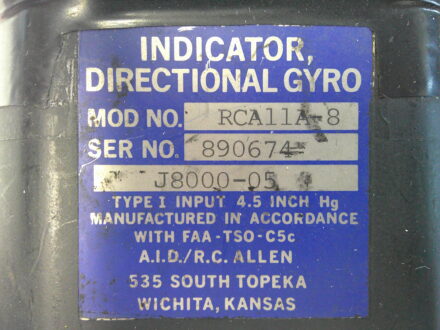 INDICATOR,
DIRECTIONAL GYRO
MOD NO. RCA11A-8
SER NO. 890674
J8000-05
TYPE I INPUT 4.5 INCH Hg
MANUFACTURED IN ACCORDANCE
WITH FAA-TSO-C5c
A.I.D./R.C. ALLEN
535 SOUTH TOPEKA
WICHITA, KANSAS